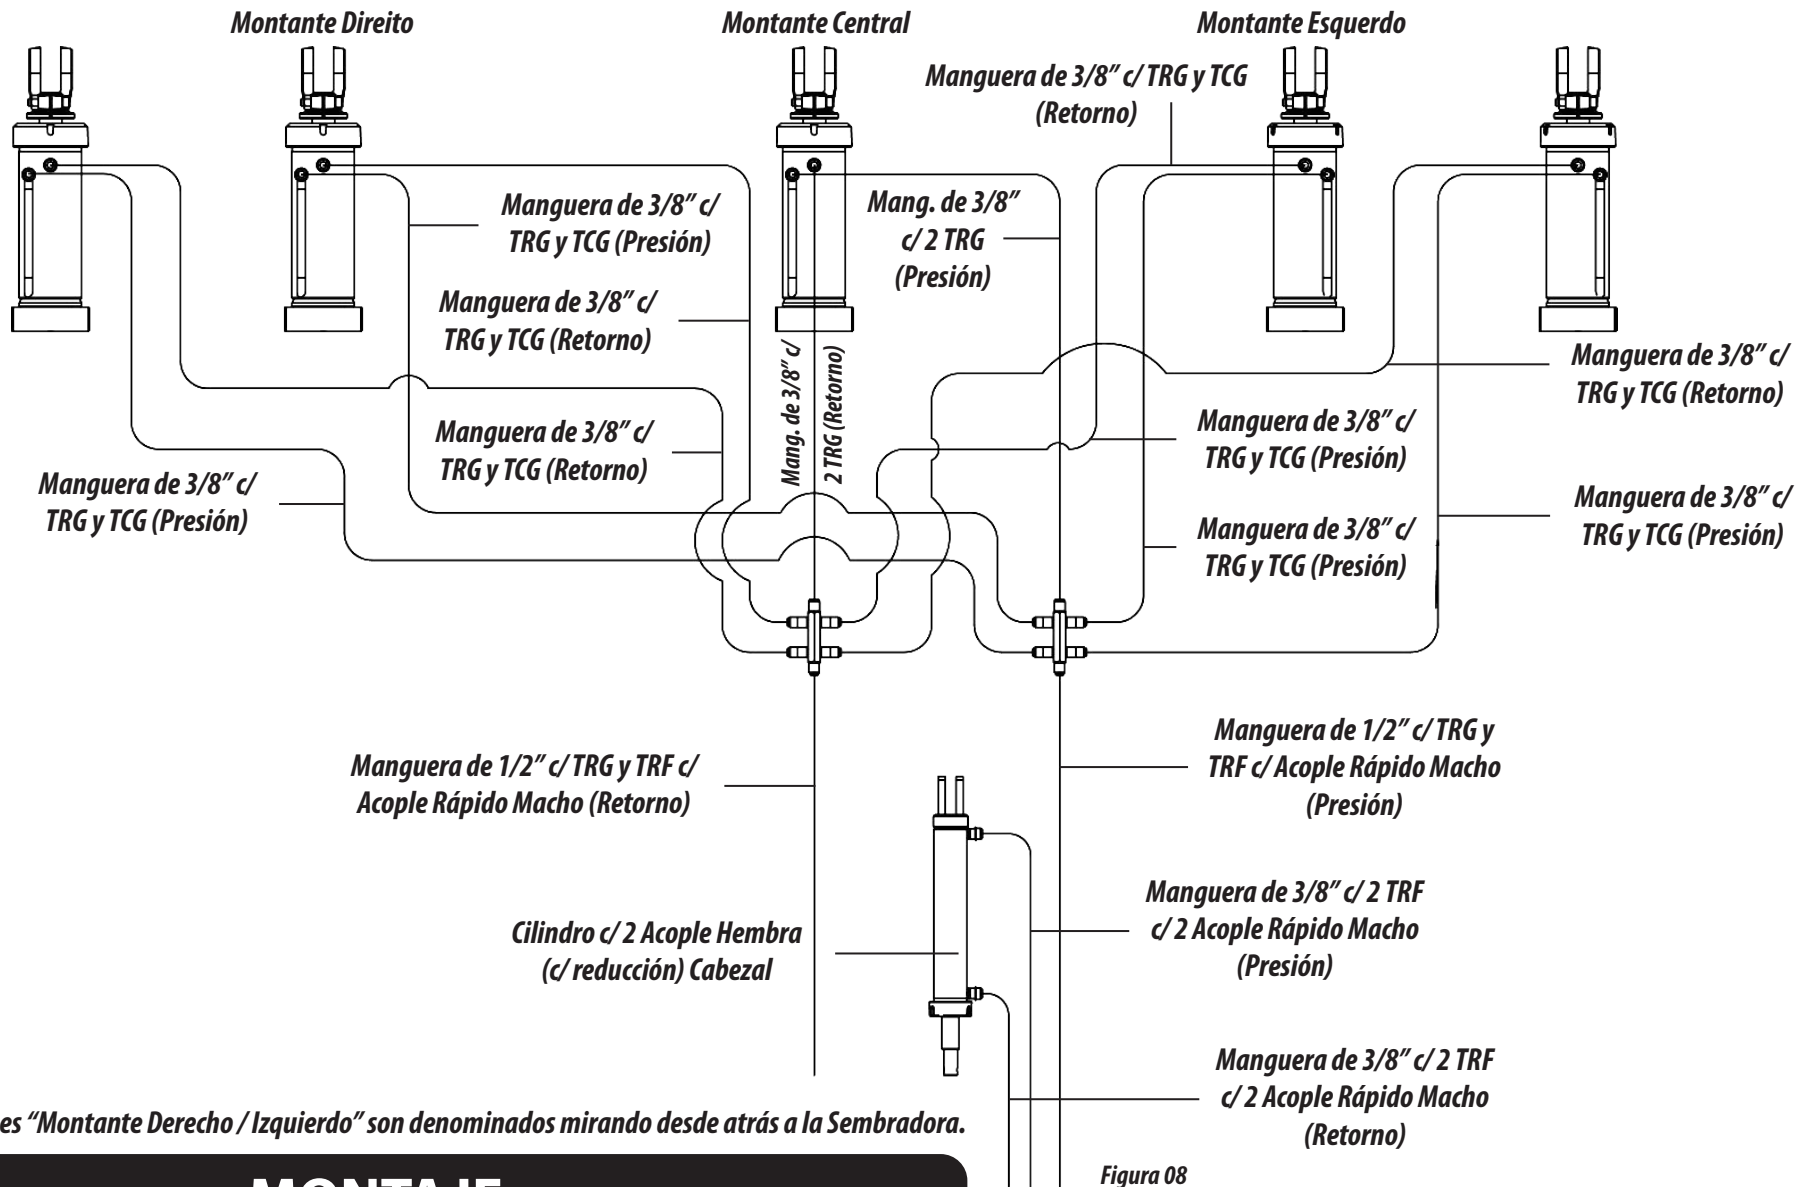 Montante Direito
Montante Central
Montante Esquerdo
Manguera de 3/8" c/ TRG y TCG
(Retorno)
Manguera de 3/8" c/
TRG y TCG (Presión)
Mang. de 3/8"
c/ 2 TRG
(Presión)
Manguera de 3/8" c/
TRG y TCG (Retorno)
Mang. de 3/8" c/
2 TRG (Retorno)
Manguera de 3/8" c/
TRG y TCG (Retorno)
Manguera de 3/8" c/
TRG y TCG (Retorno)
Manguera de 3/8" c/
TRG y TCG (Presión)
Manguera de 3/8" c/
TRG y TCG (Presión)
Manguera de 3/8" c/
TRG y TCG (Presión)
Manguera de 3/8" c/
TRG y TCG (Presión)
Manguera de 1/2" c/ TRG y TRF c/
Acople Rápido Macho (Retorno)
Manguera de 1/2" c/ TRG y
TRF c/ Acople Rápido Macho
(Presión)
Cilindro c/ 2 Acople Hembra
(c/ reducción) Cabezal
Manguera de 3/8" c/ 2 TRF
c/ 2 Acople Rápido Macho
(Presión)
Manguera de 3/8" c/ 2 TRF
c/ 2 Acople Rápido Macho
(Retorno)
es “Montante Derecho / Izquierdo” son denominados mirando desde atrás a la Sembradora.
MONTAJE
Figura 08